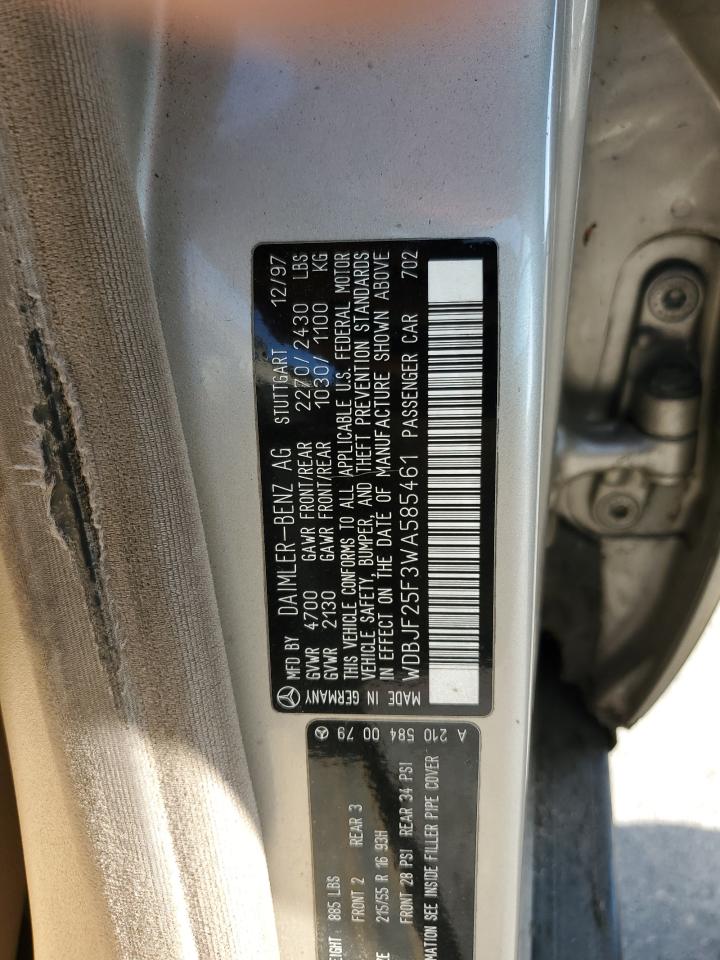 MFD BY DAIMLER-BENZ AG STUTTGART 12/97
GVWR 4700 GAWR FRONT/REAR 2270/2430 LBS
GVWR 2130 GAWR FRONT/REAR 1030/1100 KG
THIS VEHICLE CONFORMS TO ALL APPLICABLE U.S. FEDERAL MOTOR
VEHICLE SAFETY, BUMPER, AND THEFT PREVENTION STANDARDS
IN EFFECT ON THE DATE OF MANUFACTURE SHOWN ABOVE
WDBJF25F3WA585461 PASSENGER CAR 702
MADE IN GERMANY
885 LBS
FRONT 2 REAR 3
215/55 R 16 93H
FRONT 28 PSI REAR 34 PSI
SEE INSIDE FILLER PIPE COVER
A 210 584 00 79